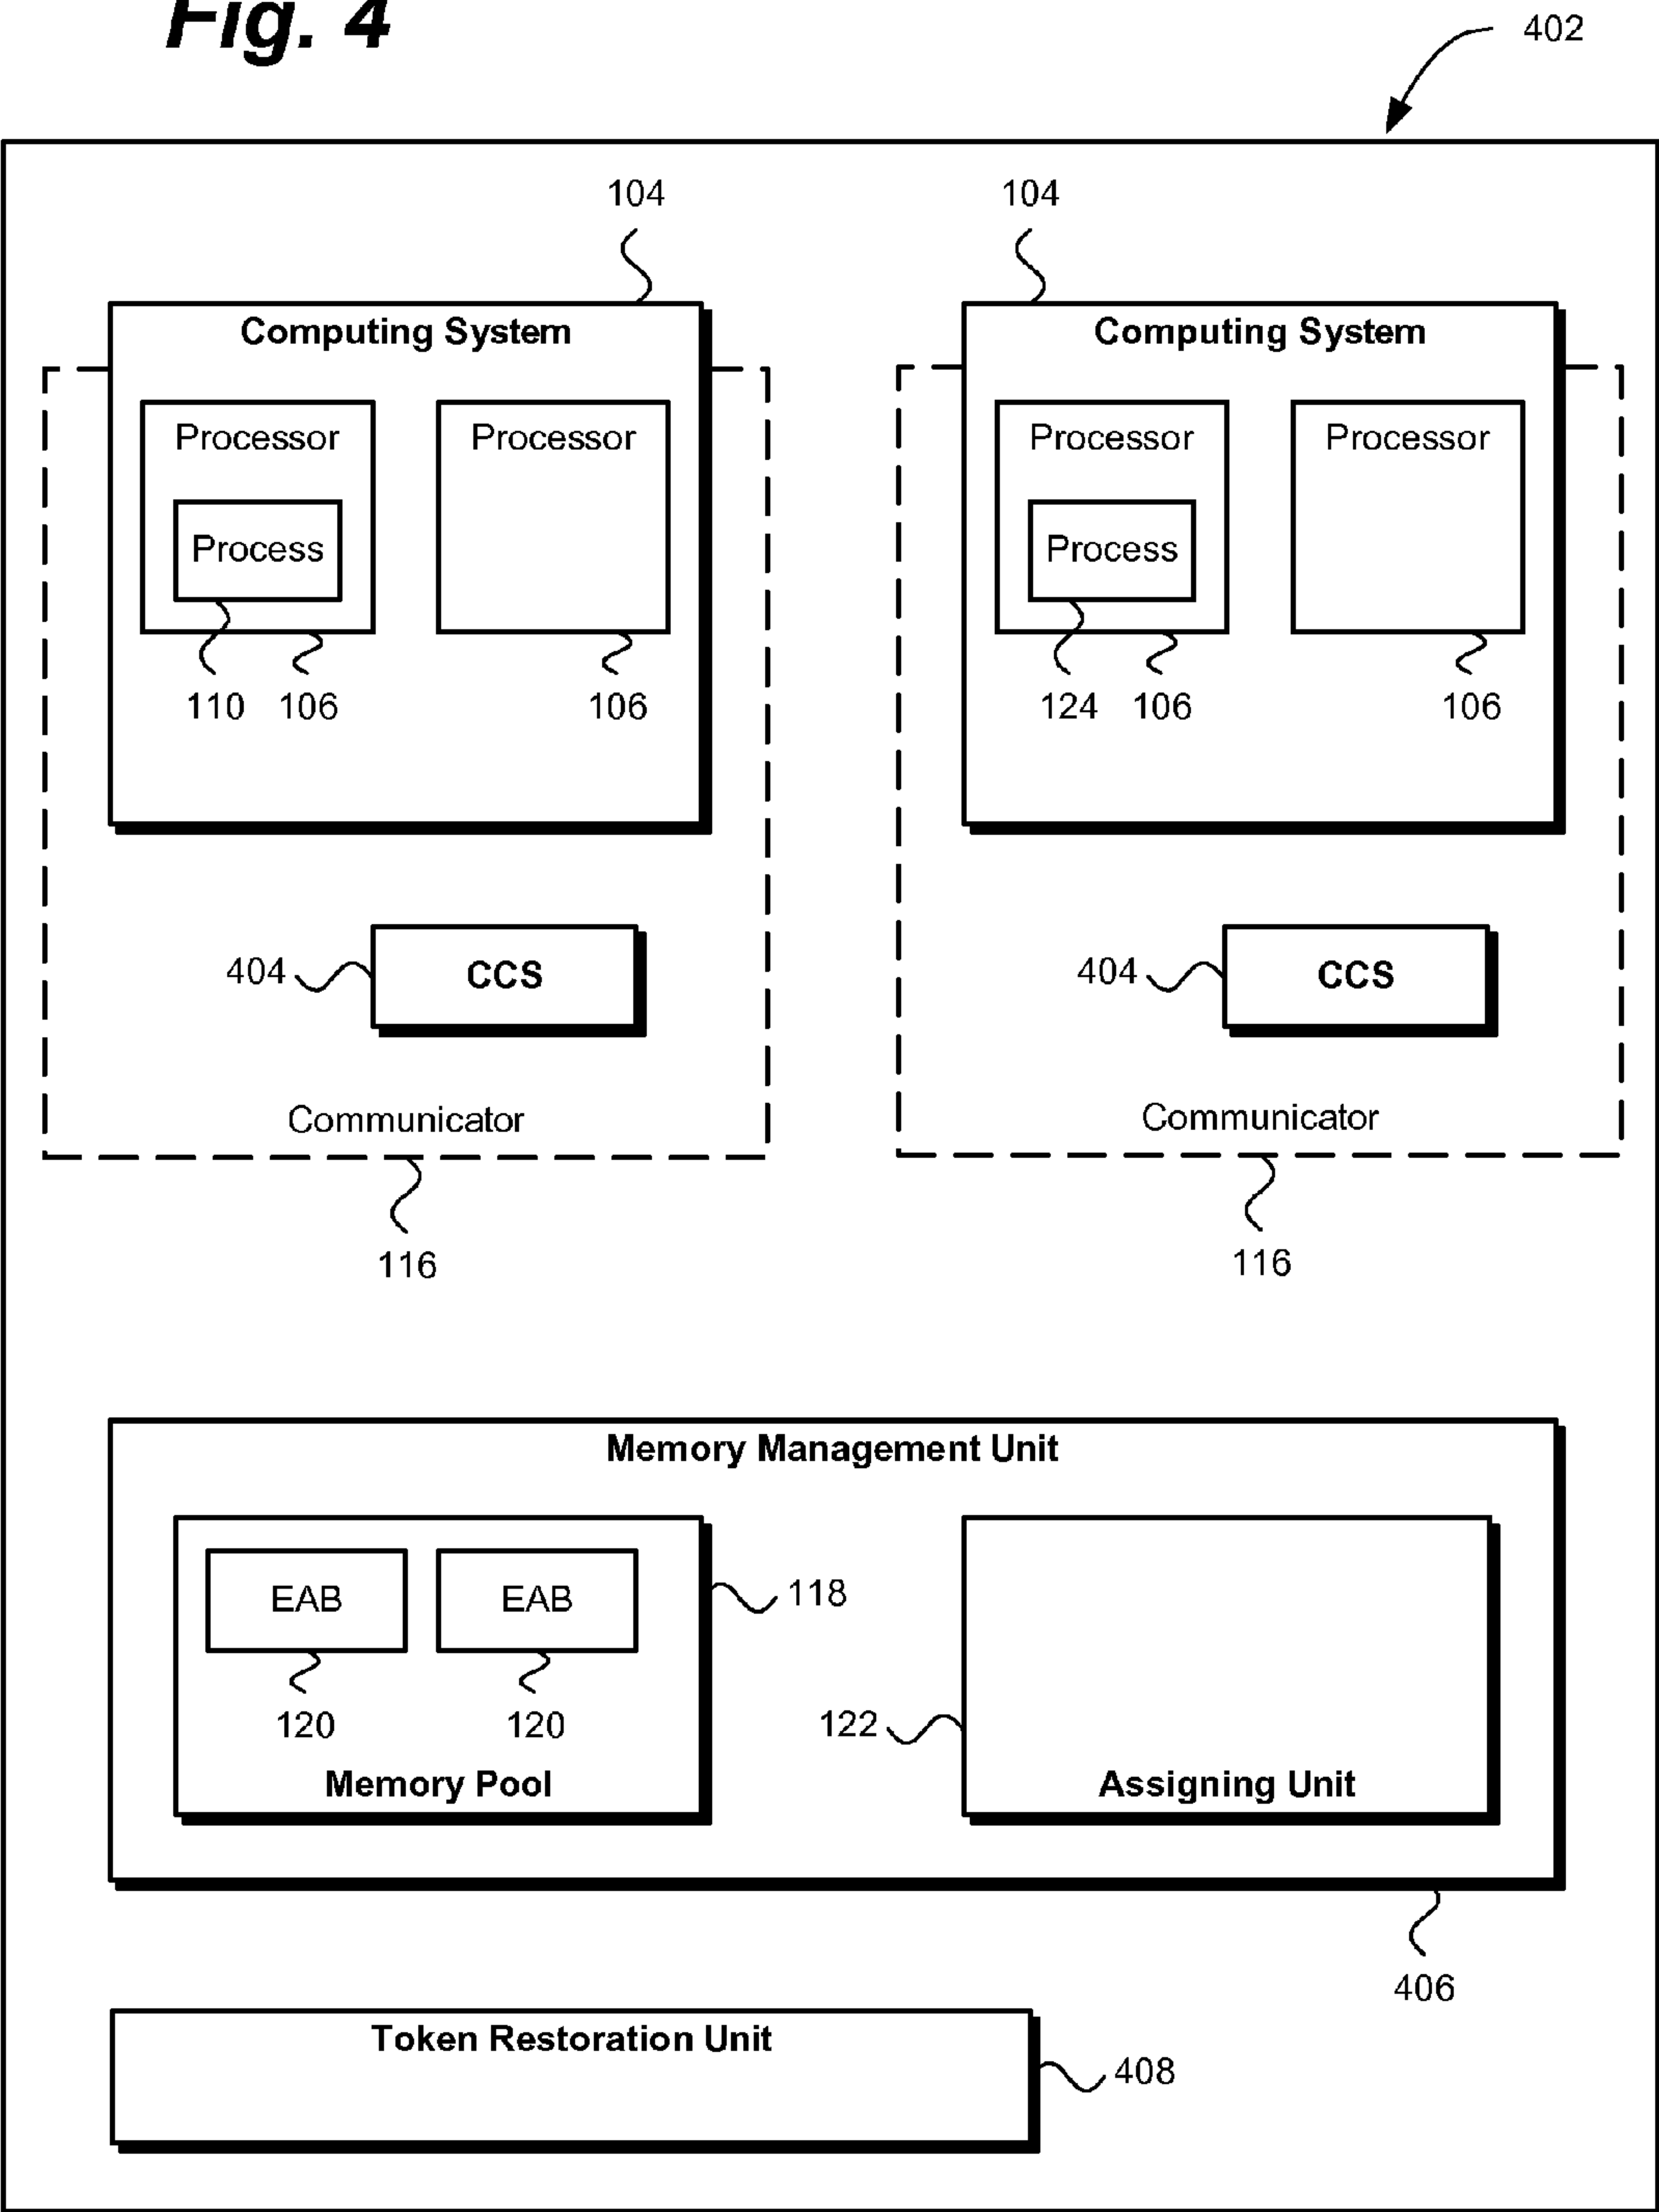 Fig. 4
402
104 104
Computing System Computing System
Processor Processor Processor Processor
Process Process
110 106 106 124 106 106
404 CCS 404 CCS
Communicator Communicator
116 116
Memory Management Unit
EAB EAB 118
120 120 122
Memory Pool Assigning Unit
406
Token Restoration Unit
408